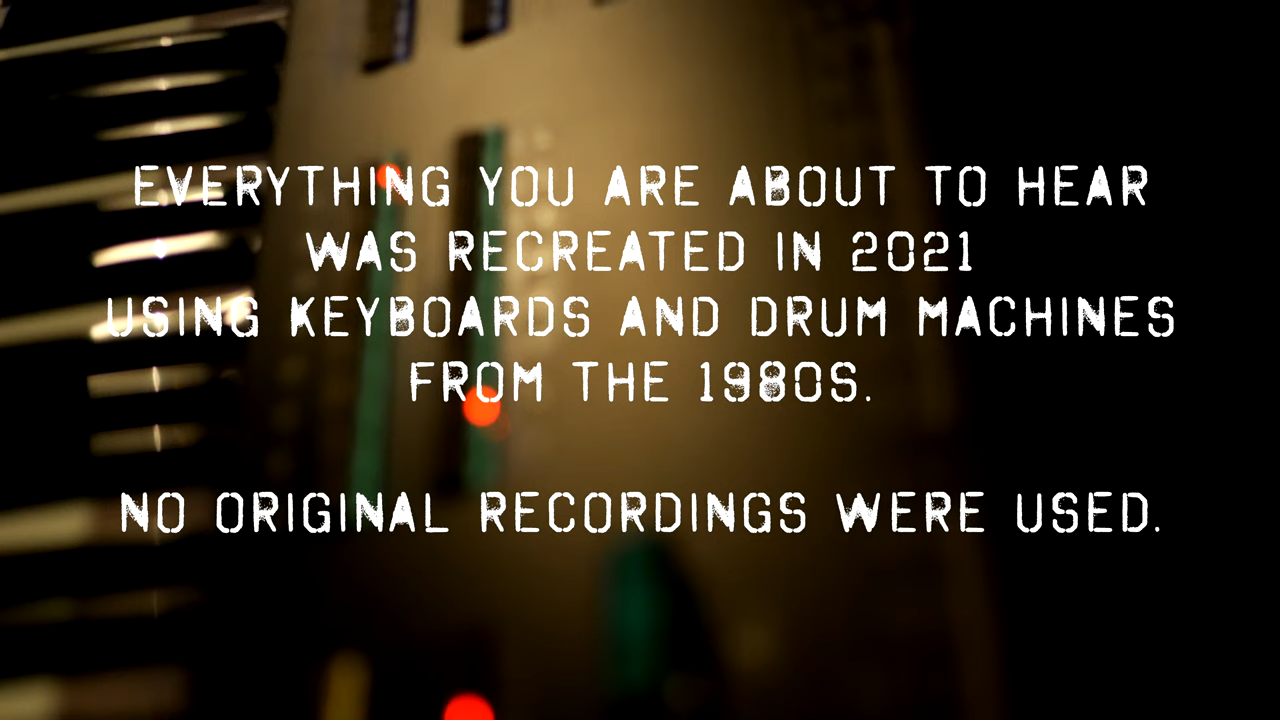 EVERYTHING YOU ARE ABOUT TO HEAR
WAS RECREATED IN 2021
USING KEYBOARDS AND DRUM MACHINES
FROM THE 1980S.
NO ORIGINAL RECORDINGS WERE USED.